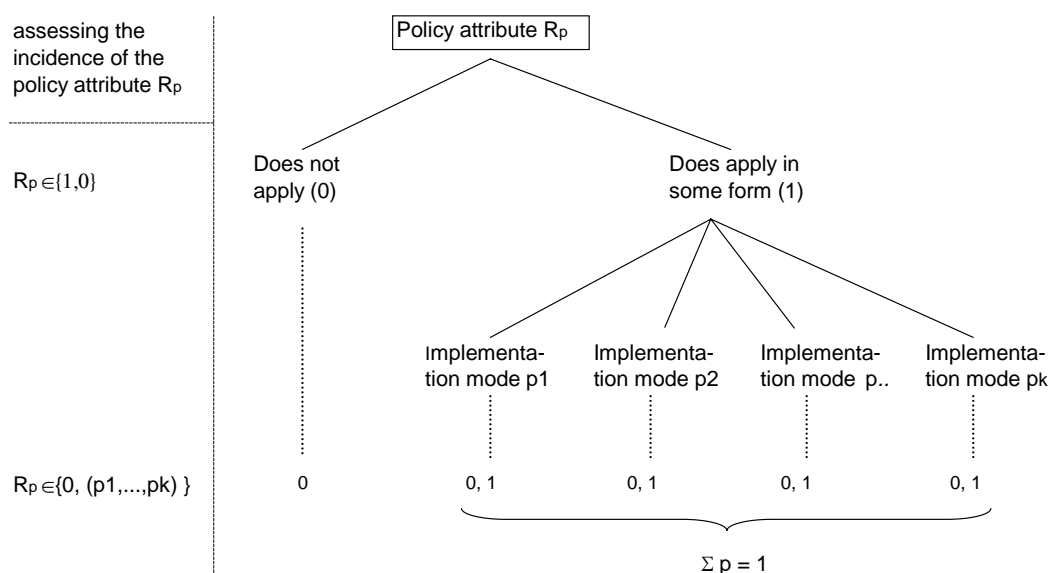 assessing the
incidence of the
policy attribute Rp
Policy attribute Rp
Rp∈{1,0}
Does not
apply (0)
Does apply in
some form (1)
Implementa-
tion mode p1
Implementa-
tion mode p2
Implementa-
tion mode p..
Implementa-
tion mode pk
Rp∈{0, (p1,...,pk) }
0
0, 1
0, 1
0, 1
0, 1
Σ p = 1